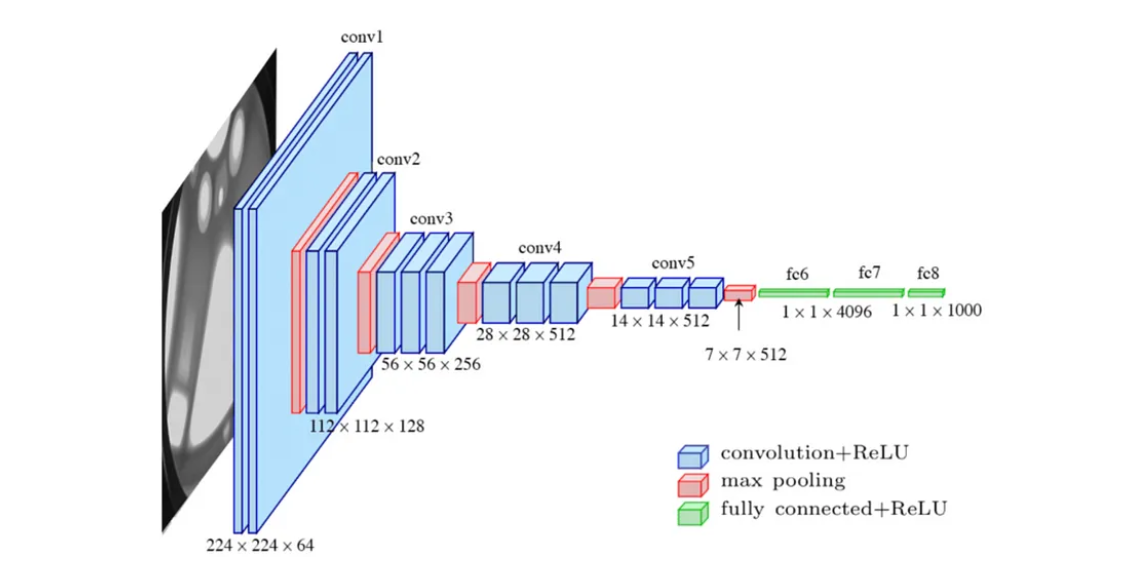 conv1
conv2
conv3
conv4
conv5
fc6
fc7
fc8
1 × 1 × 4096
1 × 1 × 1000
14 × 14 × 512
28 × 28 × 512
7 × 7 × 512
56 × 56 × 256
112 × 112 × 128
224 × 224 × 64
convolution+ReLU
max pooling
fully connected+ReLU